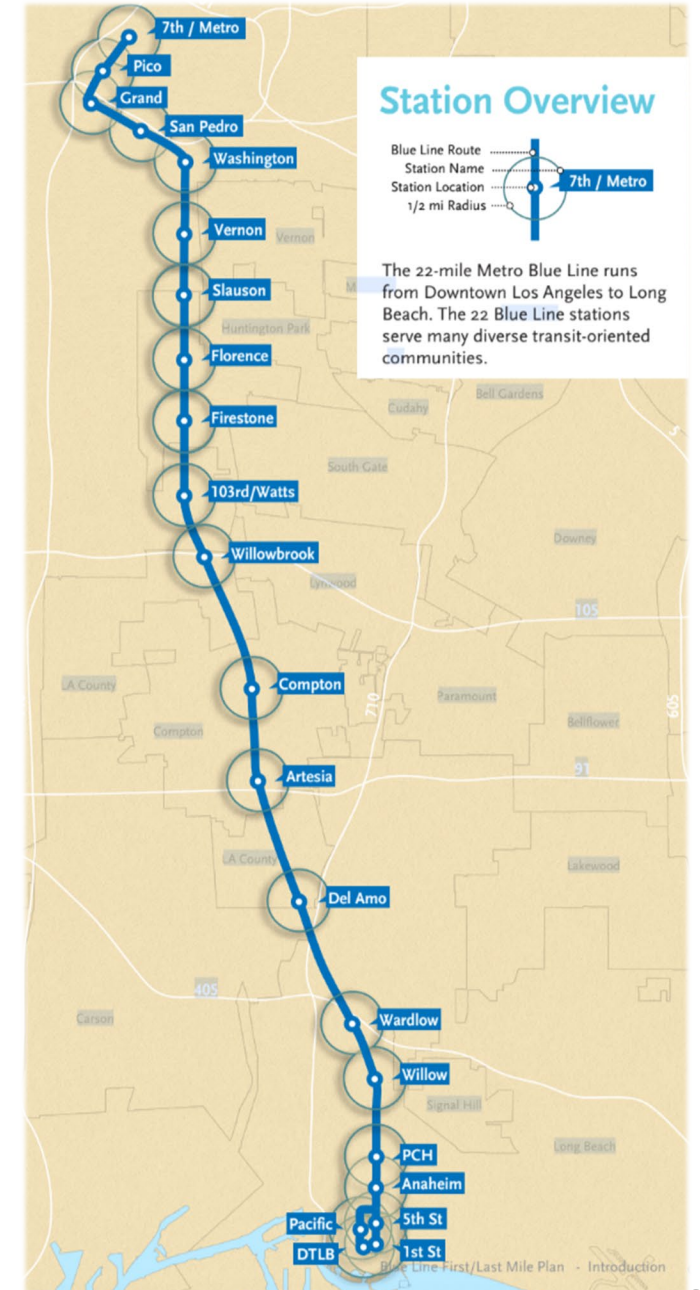 7th / Metro
Pico
Grand
San Pedro
Washington
Station Overview
Blue Line Route
Station Name
Station Location
1/2 mi Radius
7th / Metro
The 22-mile Metro Blue Line runs
from Downtown Los Angeles to Long
Beach. The 22 Blue Line stations
serve many diverse transit-oriented
communities.
Vernon
Vernon
Slauson
Huntington Park
Florence
Bell Gardens
Cudahy
Firestone
South Gate
103rd/Watts
Downey
Willowbrook
Lynwood
105
LA County
Compton
710
Paramount
605
Compton
Bellflower
Artesia
91
LA County
Lakewood
Del Amo
405
Carson
Wardlow
Willow
Signal Hill
Long Beach
PCH
Anaheim
Pacific
5th St
DTLB
1st St
Blue Line First/Last Mile Plan - Introduction